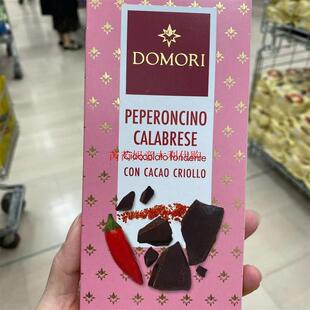 DOMORI
PEPERONCINO
CALABRESE
cioccolato fondente
CON CACAO CRIOLLO